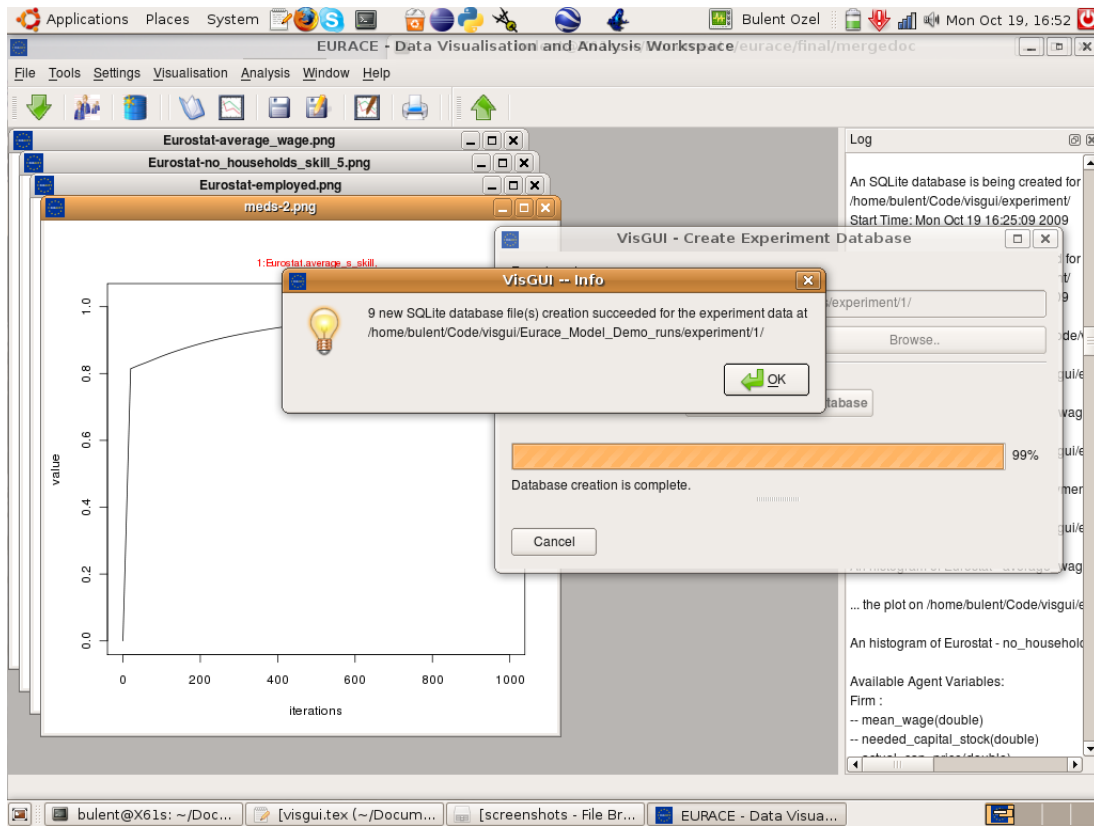 Applications Places System
Bulent Ozel
Mon Oct 19, 16:52
EURACE - Data Visualisation and Analysis Workspace
/eurace/final/mergedoc
File Tools Settings Visualisation Analysis Window Help
Eurostat-average_wage.png
Eurostat-no_households_skill_5.png
Eurostat-employed.png
meds-2.png
1:Eurostat.average_s_skill,
value
0.0
0.2
0.4
0.6
0.8
1.0
0 200 400 600 800 1000
iterations
VisGUI - Create Experiment Database
/experiment/1/
Browse..
tabase
99%
Database creation is complete.
Cancel
VisGUI -- Info
9 new SQLite database file(s) creation succeeded for the experiment data at
/home/bulent/Code/visgui/Eurace_Model_Demo_runs/experiment/1/
OK
Log
An SQLite database is being created for
/home/bulent/Code/visgui/experiment/
Start Time: Mon Oct 19 16:25:09 2009
... the plot on /home/bulent/Code/visgui/e
An histogram of Eurostat - no_househol
Available Agent Variables:
Firm :
-- mean_wage(double)
-- needed_capital_stock(double)
bulent@X61s: ~/Doc...
[visgui.tex (~/Docum...
[screenshots - File Br...
EURACE - Data Visua...